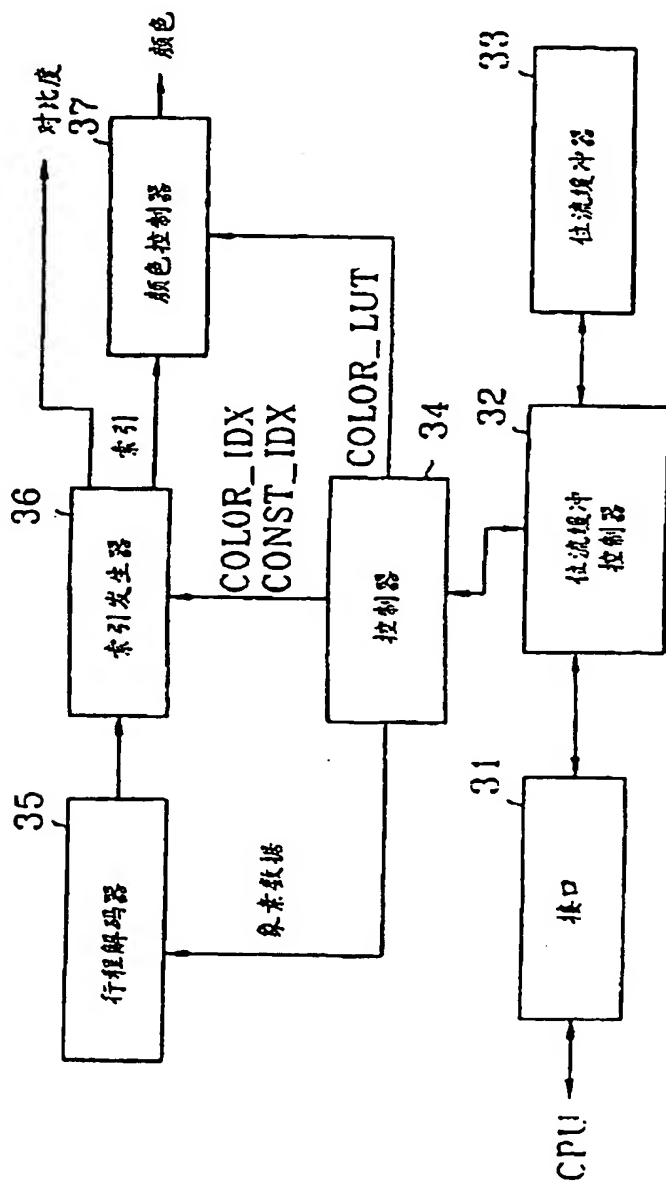 对比度
37
颜色
颜色控制器
36
索引
索引发生器
COLOR_IDX
CONST_IDX
COLOR_LUT
35
行程解码器
象素数据
34
控制器
33
位流缓冲器
32
位流缓冲
控制器
31
接口
CPU